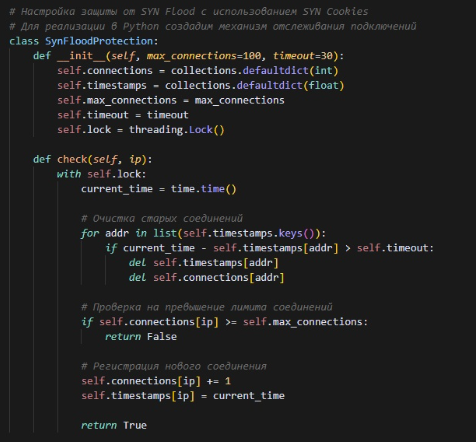 # Настройка защиты от SYN Flood с использованием SYN Cookies
# Для реализации в Python создадим механизм отслеживания подключений
class SynFloodProtection:
    def __init__(self, max_connections=100, timeout=30):
        self.connections = collections.defaultdict(int)
        self.timestamps = collections.defaultdict(float)
        self.max_connections = max_connections
        self.timeout = timeout
        self.lock = threading.Lock()

    def check(self, ip):
        with self.lock:
            current_time = time.time()

            # Очистка старых соединений
            for addr in list(self.timestamps.keys()):
                if current_time - self.timestamps[addr] > self.timeout:
                    del self.timestamps[addr]
                    del self.connections[addr]

            # Проверка на превышение лимита соединений
            if self.connections[ip] >= self.max_connections:
                return False

            # Регистрация нового соединения
            self.connections[ip] += 1
            self.timestamps[ip] = current_time

            return True